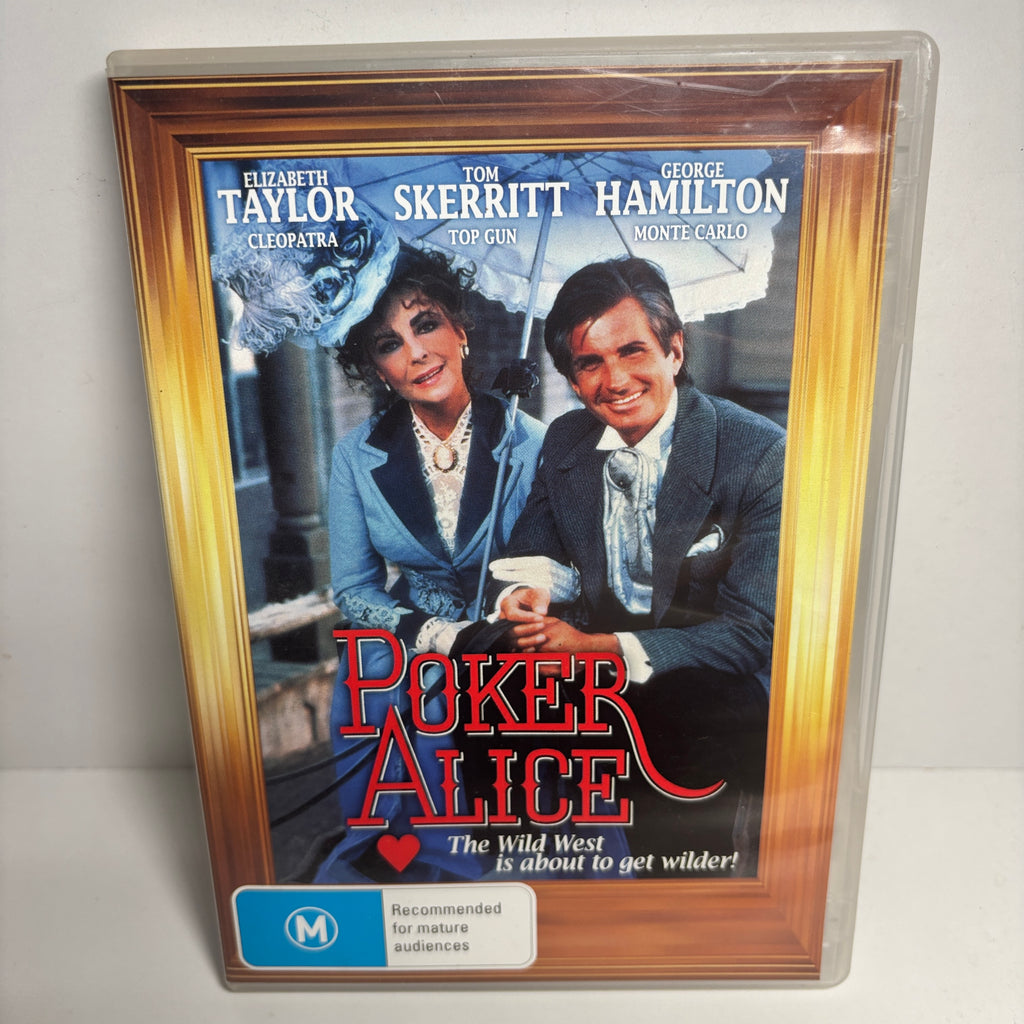 ELIZABETH
TAYLOR
CLEOPATRA
TOM
SKERRITT
TOP GUN
GEORGE
HAMILTON
MONTE CARLO
POKER
ALICE
The Wild West
is about to get wilder!
M
Recommended
for mature
audiences